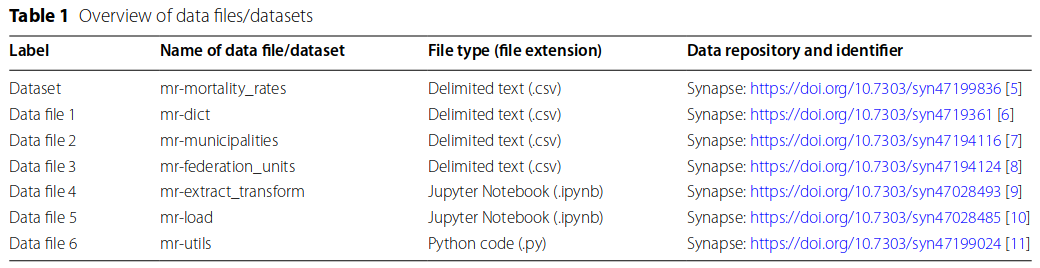 Table 1 Overview of data files/datasets
Label Name of data file/dataset File type (file extension) Data repository and identifier
Dataset mr-mortality_rates Delimited text (.csv) Synapse: https://doi.org/10.7303/syn47199836 [5]
Data file 1 mr-dict Delimited text (.csv) Synapse: https://doi.org/10.7303/syn4719361 [6]
Data file 2 mr-municipalities Delimited text (.csv) Synapse: https://doi.org/10.7303/syn47194116 [7]
Data file 3 mr-federation_units Delimited text (.csv) Synapse: https://doi.org/10.7303/syn47194124 [8]
Data file 4 mr-extract_transform Jupyter Notebook (.ipynb) Synapse: https://doi.org/10.7303/syn47028493 [9]
Data file 5 mr-load Jupyter Notebook (.ipynb) Synapse: https://doi.org/10.7303/syn47028485 [10]
Data file 6 mr-utils Python code (.py) Synapse: https://doi.org/10.7303/syn47199024 [11]